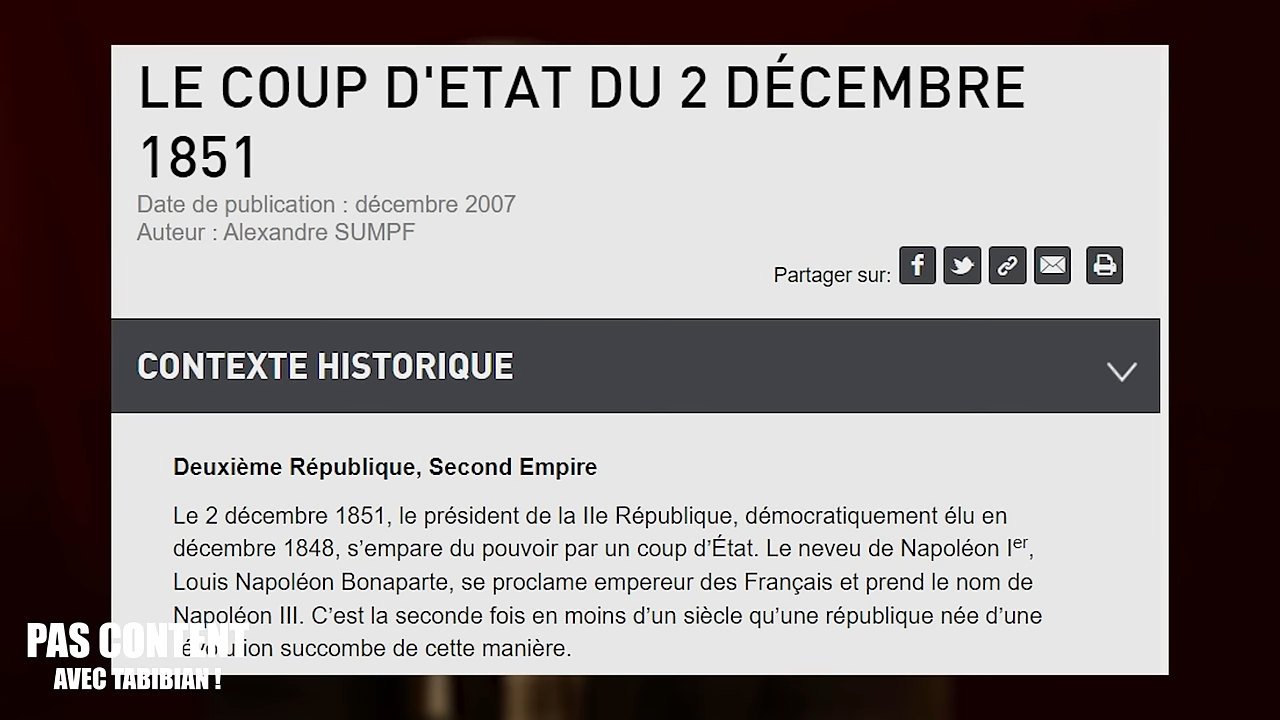 LE COUP D'ETAT DU 2 DÉCEMBRE
1851
Date de publication : décembre 2007
Auteur : Alexandre SUMPF
Partager sur:
CONTEXTE HISTORIQUE
Deuxième République, Second Empire
Le 2 décembre 1851, le président de la IIe République, démocratiquement élu en
décembre 1848, s’empare du pouvoir par un coup d’État. Le neveu de Napoléon Ier,
Louis Napoléon Bonaparte, se proclame empereur des Français et prend le nom de
Napoléon III. C’est la seconde fois en moins d’un siècle qu’une république née d’une
révolution succombe de cette manière.
PAS CONTENT
AVEC TABIBIAN !